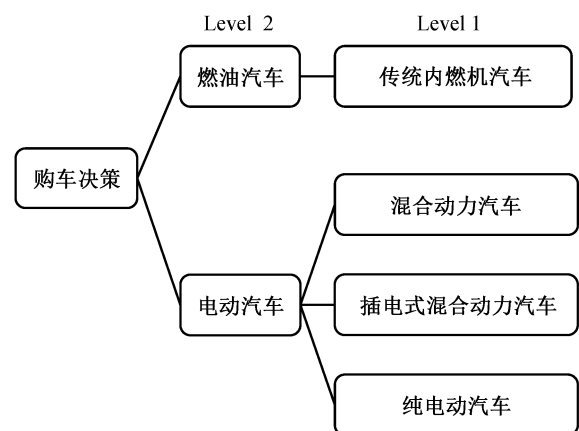 Level 2
Level 1
燃油汽车
传统内燃机汽车
购车决策
混合动力汽车
电动汽车
插电式混合动力汽车
纯电动汽车